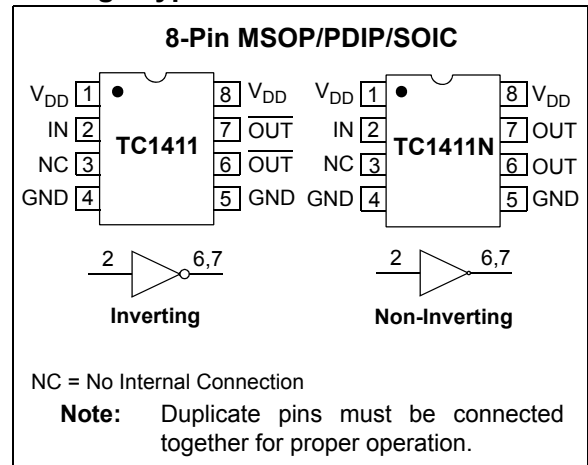 8-Pin MSOP/PDIP/SOIC
VDD 1 8 VDD VDD 1 8 VDD
IN 2 7 OUT IN 2 7 OUT
TC1411 TC1411N
NC 3 6 OUT NC 3 6 OUT
GND 4 5 GND GND 4 5 GND
2 6,7 2 6,7
Inverting Non-Inverting
NC = No Internal Connection
Note: Duplicate pins must be connected
together for proper operation.